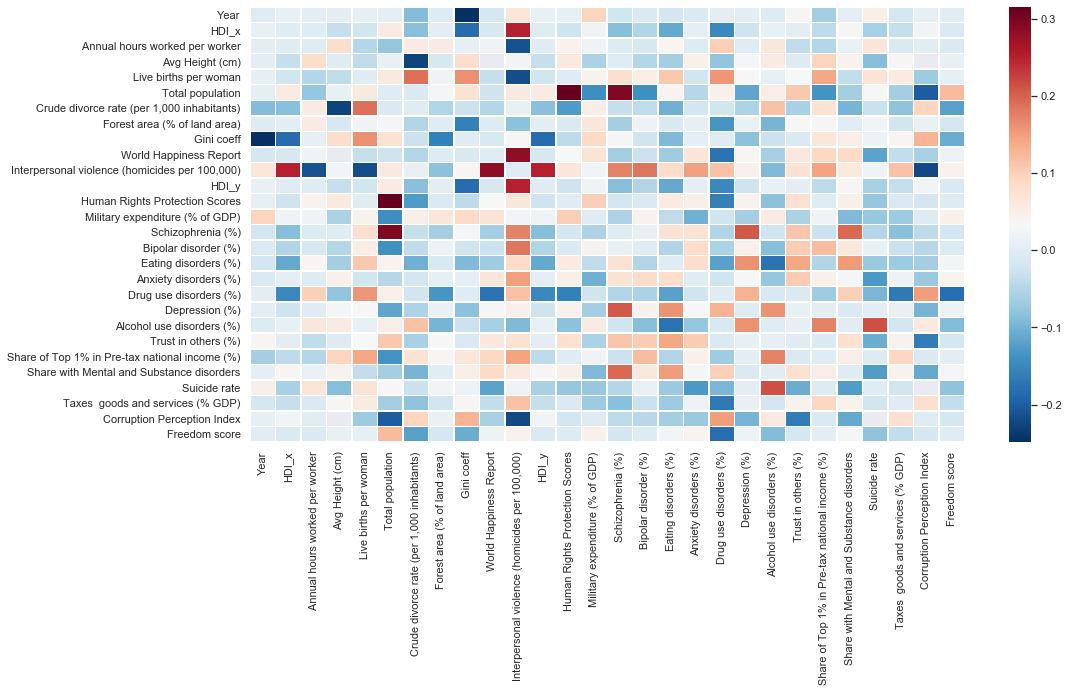 Year
HDI_x
Annual hours worked per worker
Avg Height (cm)
Live births per woman
Total population
Crude divorce rate (per 1,000 inhabitants)
Forest area (% of land area)
Gini coeff
World Happiness Report
Interpersonal violence (homicides per 100,000)
HDI_y
Human Rights Protection Scores
Military expenditure (% of GDP)
Schizophrenia (%)
Bipolar disorder (%)
Eating disorders (%)
Anxiety disorders (%)
Drug use disorders (%)
Depression (%)
Alcohol use disorders (%)
Trust in others (%)
Share of Top 1% in Pre-tax national income (%)
Share with Mental and Substance disorders
Suicide rate
Taxes  goods and services (% GDP)
Corruption Perception Index
Freedom score
Year
HDI_x
Annual hours worked per worker
Avg Height (cm)
Live births per woman
Total population
Crude divorce rate (per 1,000 inhabitants)
Forest area (% of land area)
Gini coeff
World Happiness Report
Interpersonal violence (homicides per 100,000)
HDI_y
Human Rights Protection Scores
Military expenditure (% of GDP)
Schizophrenia (%)
Bipolar disorder (%)
Eating disorders (%)
Anxiety disorders (%)
Drug use disorders (%)
Depression (%)
Alcohol use disorders (%)
Trust in others (%)
Share of Top 1% in Pre-tax national income (%)
Share with Mental and Substance disorders
Suicide rate
Taxes  goods and services (% GDP)
Corruption Perception Index
Freedom score
0.3
0.2
0.1
0.0
−0.1
−0.2